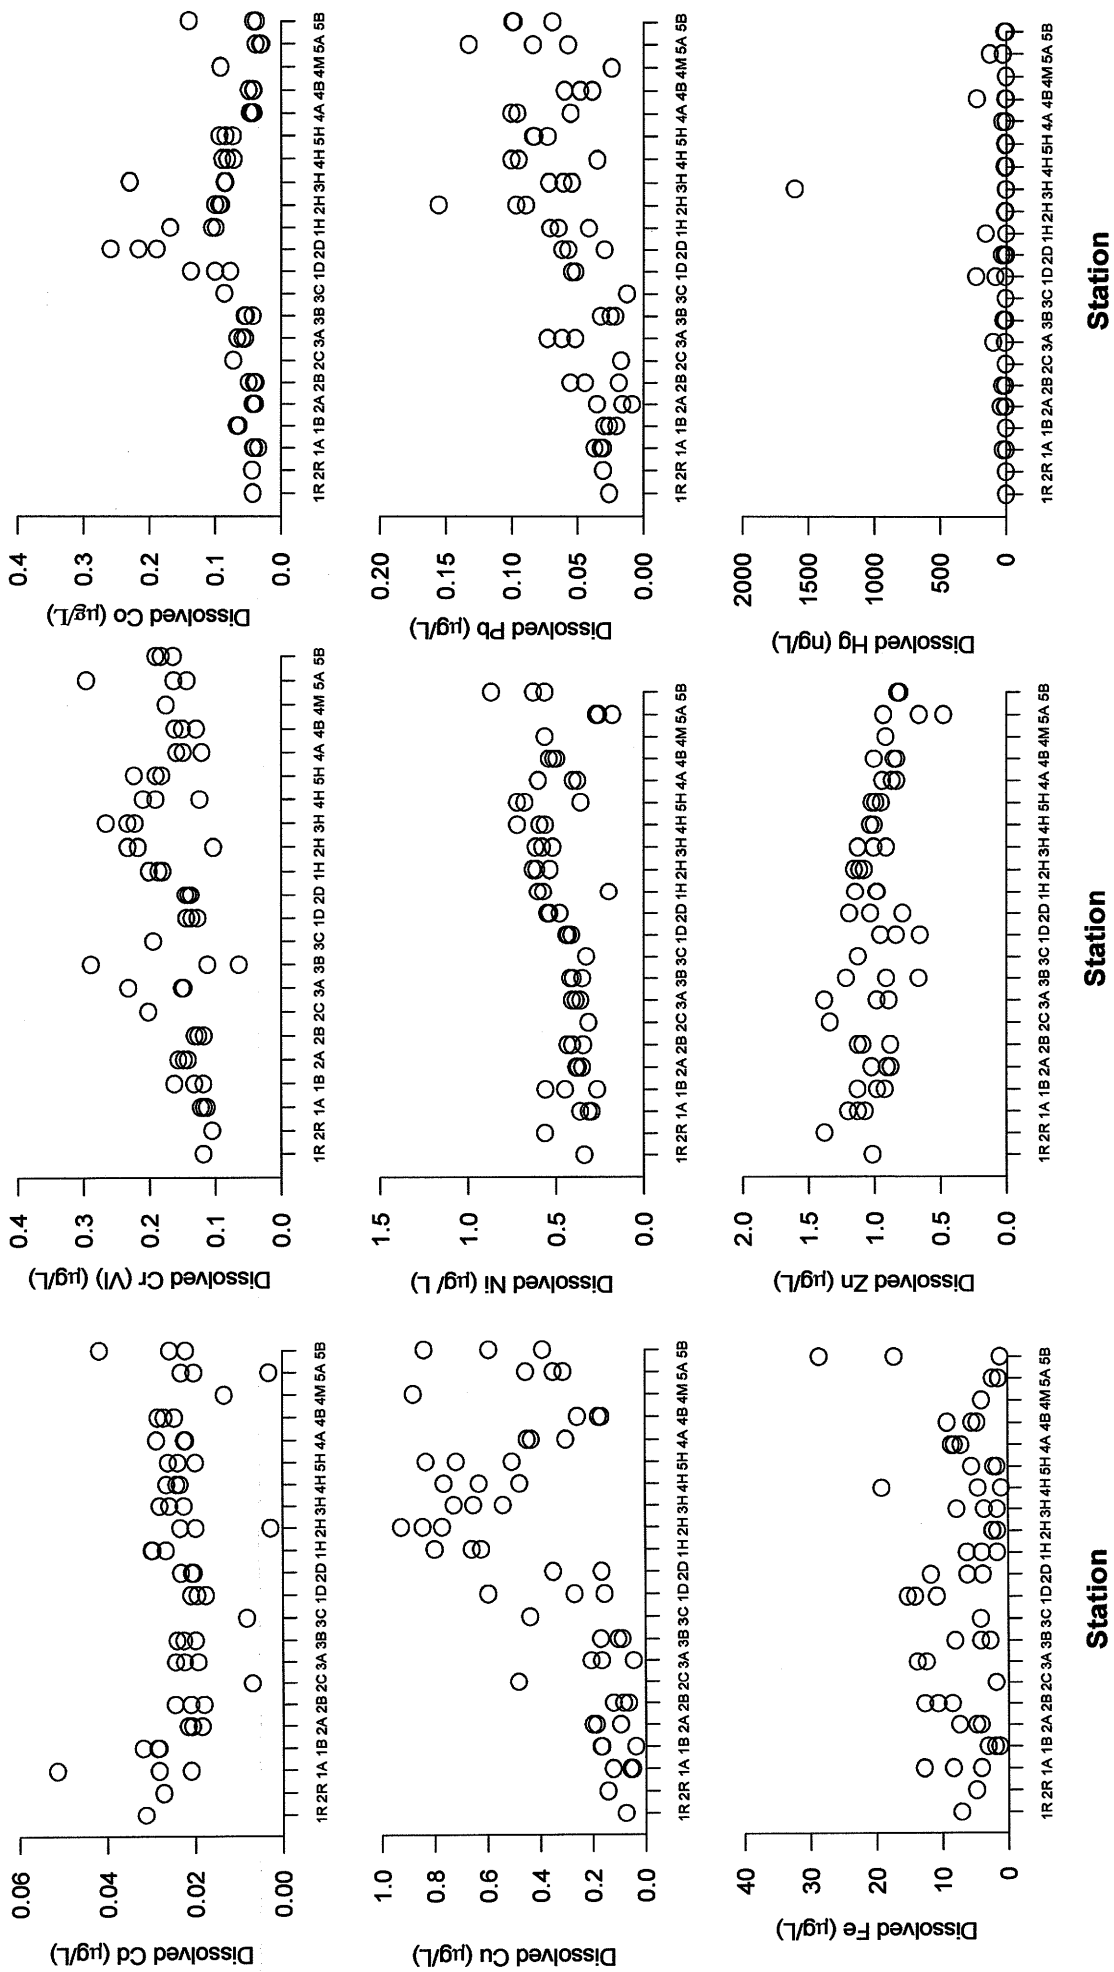 Dissolved Cd (µg/L)
0.06
0.04
0.02
0.00
1R 2R 1A 1B 2A 2B 2C 3A 3B 3C 1D 2D 1H 2H 3H 4H 5H 4A 4B 4M 5A 5B
Dissolved Cr (VI) (µg/L)
0.4
0.3
0.2
0.1
0.0
1R 2R 1A 1B 2A 2B 2C 3A 3B 3C 1D 2D 1H 2H 3H 4H 5H 4A 4B 4M 5A 5B
Dissolved Co (µg/L)
0.4
0.3
0.2
0.1
0.0
1R 2R 1A 1B 2A 2B 2C 3A 3B 3C 1D 2D 1H 2H 3H 4H 5H 4A 4B 4M 5A 5B
Dissolved Cu (µg/L)
1.0
0.8
0.6
0.4
0.2
0.0
1R 2R 1A 1B 2A 2B 2C 3A 3B 3C 1D 2D 1H 2H 3H 4H 5H 4A 4B 4M 5A 5B
Dissolved Ni (µg/ L)
1.5
1.0
0.5
0.0
1R 2R 1A 1B 2A 2B 2C 3A 3B 3C 1D 2D 1H 2H 3H 4H 5H 4A 4B 4M 5A 5B
Dissolved Pb (µg/L)
0.20
0.15
0.10
0.05
0.00
1R 2R 1A 1B 2A 2B 2C 3A 3B 3C 1D 2D 1H 2H 3H 4H 5H 4A 4B 4M 5A 5B
Dissolved Fe (µg/L)
40
30
20
10
0
1R 2R 1A 1B 2A 2B 2C 3A 3B 3C 1D 2D 1H 2H 3H 4H 5H 4A 4B 4M 5A 5B
Station
Dissolved Zn (µg/L)
2.0
1.5
1.0
0.5
0.0
1R 2R 1A 1B 2A 2B 2C 3A 3B 3C 1D 2D 1H 2H 3H 4H 5H 4A 4B 4M 5A 5B
Station
Dissolved Hg (ng/L)
2000
1500
1000
500
0
1R 2R 1A 1B 2A 2B 2C 3A 3B 3C 1D 2D 1H 2H 3H 4H 5H 4A 4B 4M 5A 5B
Station